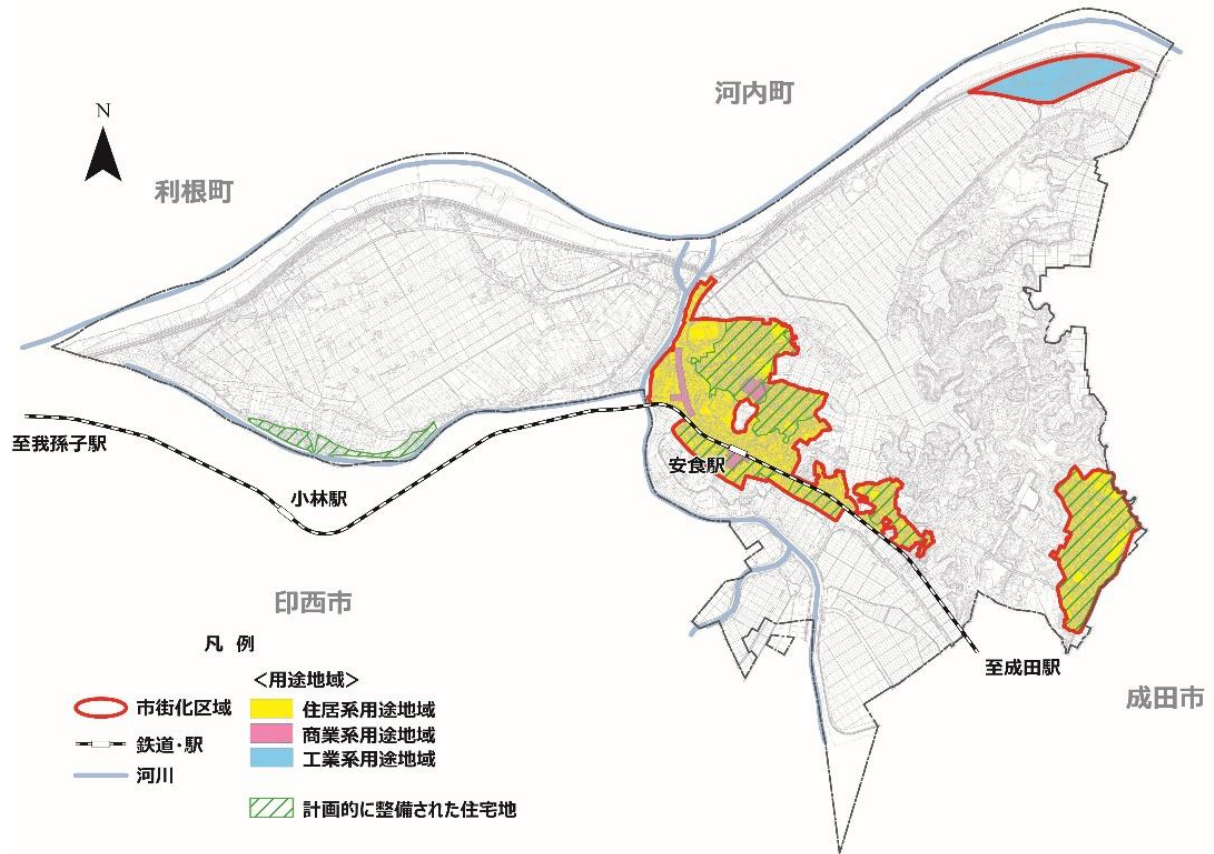 河内町
N
利根町
至我孫子駅
安食駅
小林駅
印西市
至成田駅
成田市
凡 例
<用途地域>
市街化区域
住居系用途地域
商業系用途地域
鉄道・駅
工業系用途地域
河川
計画的に整備された住宅地